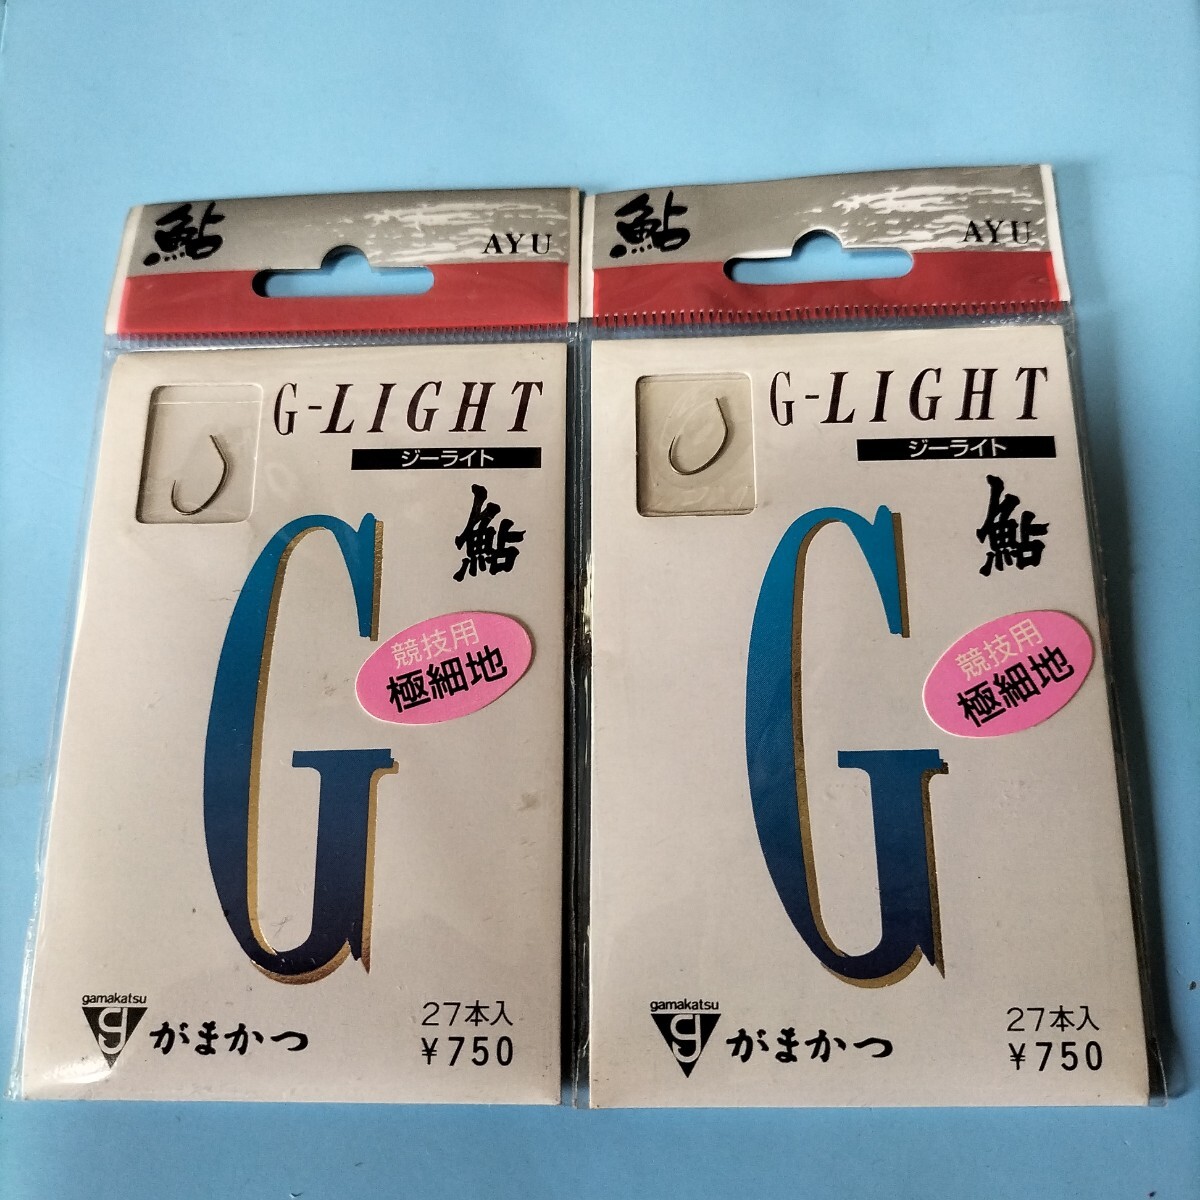 鮎
AYU
G-LIGHT
ジーライト
鮎
G
競技用
極細地
gamakatsu
がまかつ
27本入
¥750
鮎
AYU
G-LIGHT
ジーライト
鮎
G
競技用
極細地
gamakatsu
がまかつ
27本入
¥750